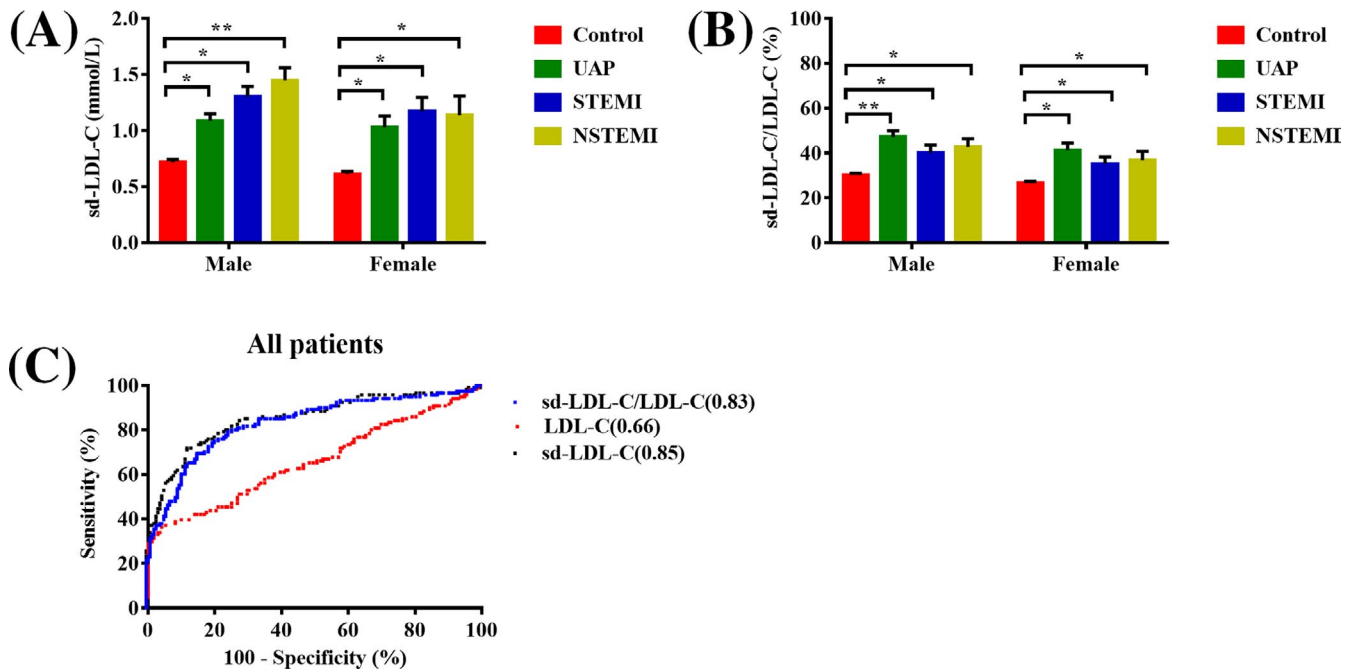 (A)
sd-LDL-C (mmol/L)
2.0
1.5
1.0
0.5
0.0
**
*
*
*
*
*
Male
Female
Control
UAP
STEMI
NSTEMI
(B)
sd-LDL-C/LDL-C (%)
100
80
60
40
20
0
*
*
**
*
*
*
Male
Female
Control
UAP
STEMI
NSTEMI
(C)
All patients
Sensitivity (%)
100
80
60
40
20
0
0 20 40 60 80 100
100 - Specificity (%)
sd-LDL-C/LDL-C(0.83)
LDL-C(0.66)
sd-LDL-C(0.85)